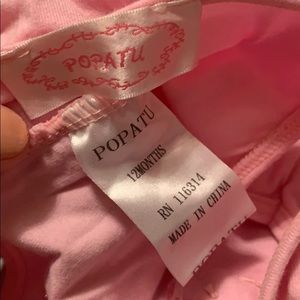 POPATU
POPATU
12MONTHS
RN 116314
MADE IN CHINA